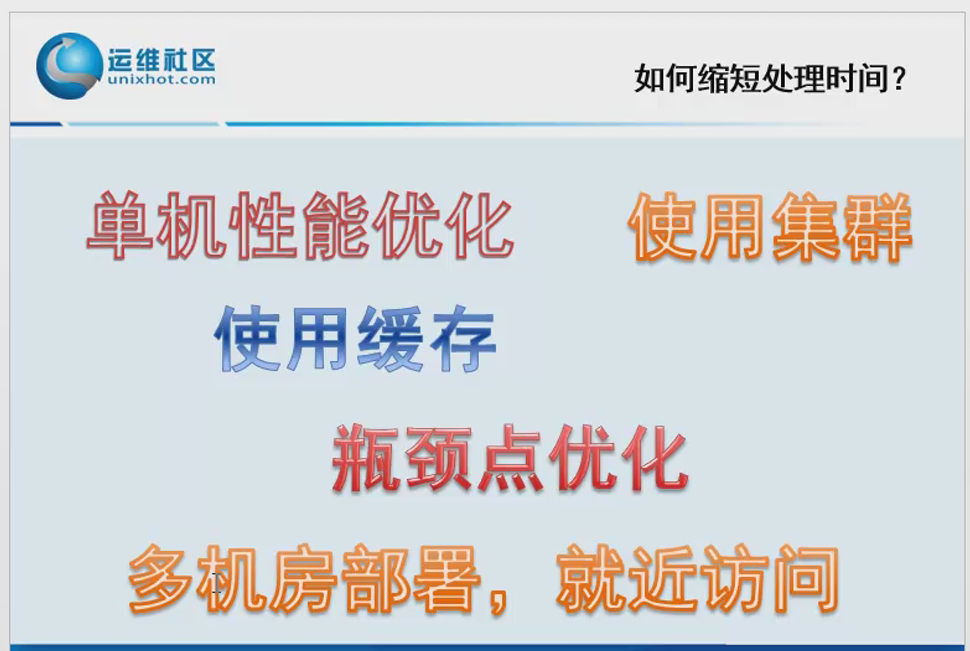 运维社区
unixhot.com
如何缩短处理时间?
单机性能优化 使用集群
使用缓存
瓶颈点优化
多机房部署，就近访问